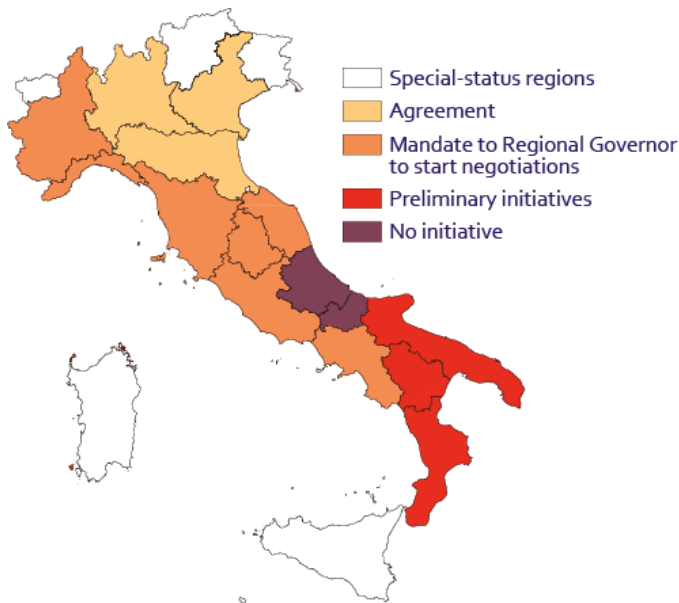 Special-status regions
Agreement
Mandate to Regional Governor
to start negotiations
Preliminary initiatives
No initiative